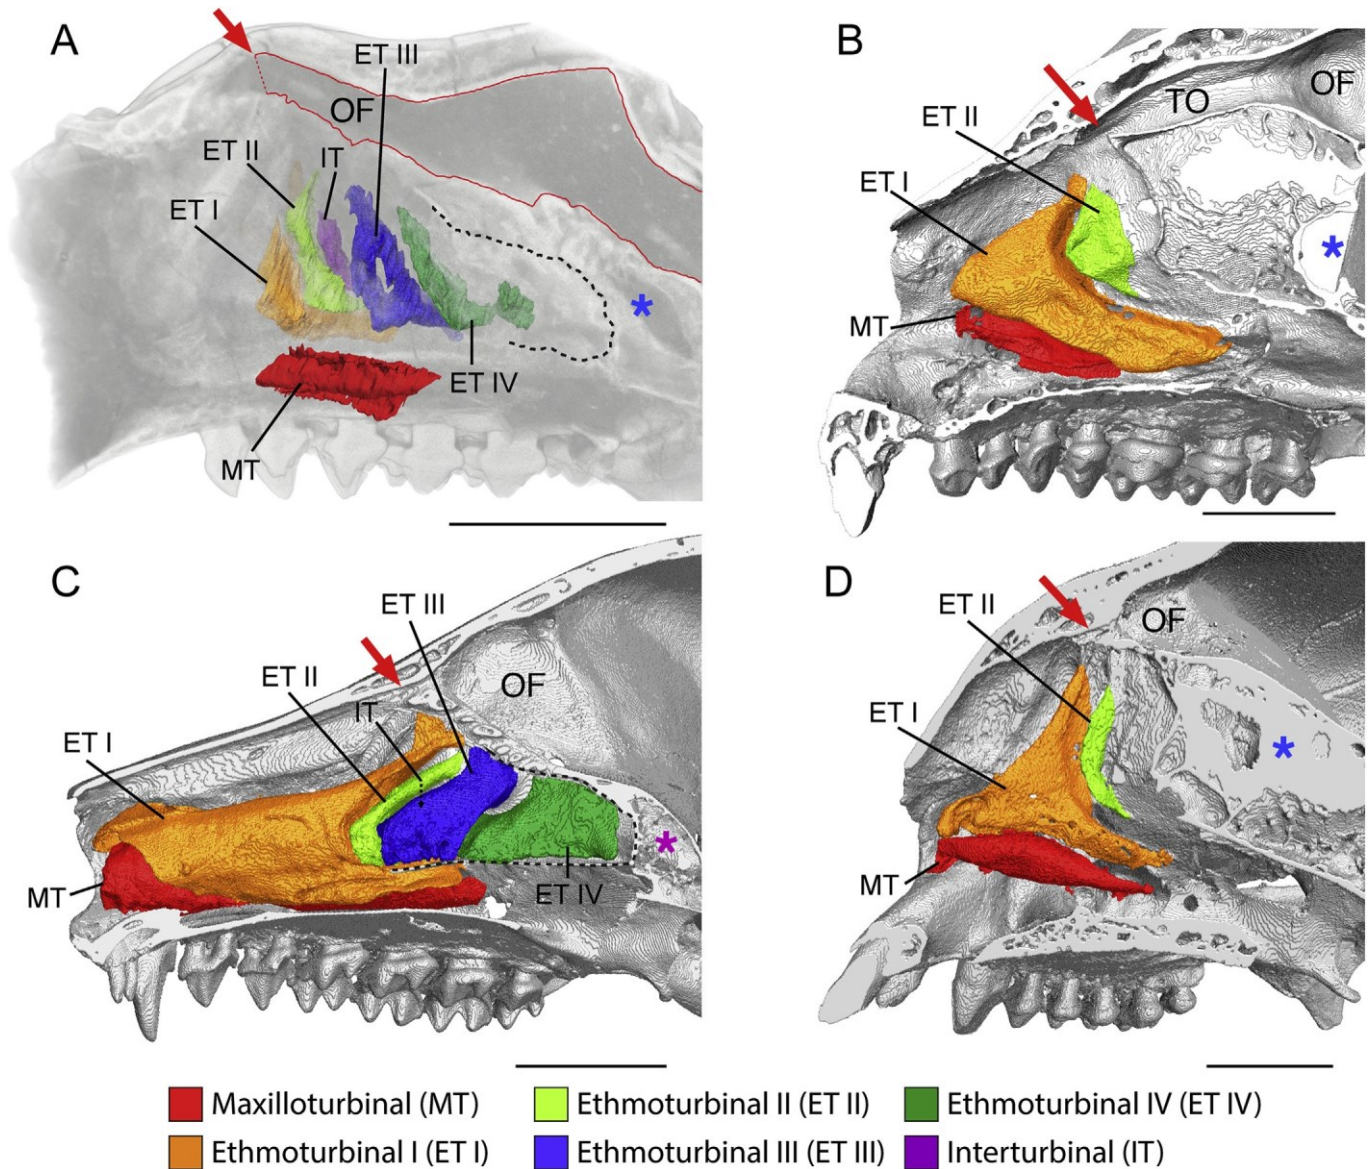 A
ET III
OF
ET II
IT
ET I
*
ET IV
MT
B
TO
OF
ET II
ET I
*
MT
C
ET III
ET II
OF
IT
ET I
*
MT
ET IV
D
ET II
OF
ET I
*
MT
Maxilloturbinal (MT)
Ethmoturbinal II (ET II)
Ethmoturbinal IV (ET IV)
Ethmoturbinal I (ET I)
Ethmoturbinal III (ET III)
Interturbinal (IT)